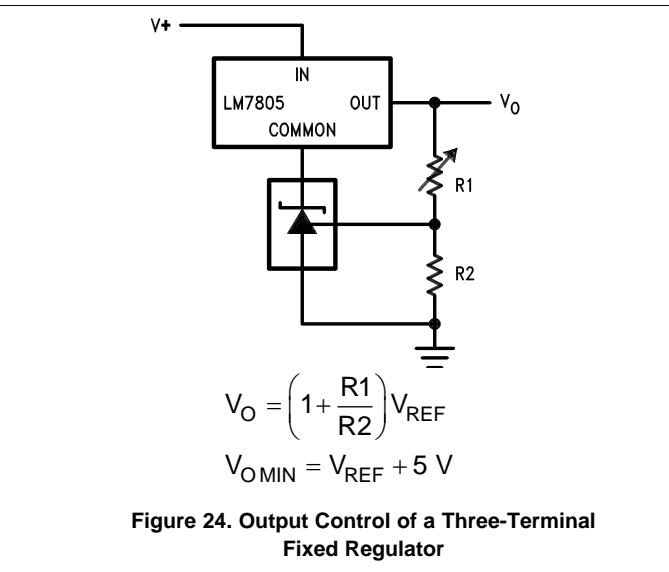 V+
IN
LM7805 OUT
COMMON
V_O
R1
R2
V_O = (1 + R1/R2) V_REF
V_O MIN = V_REF + 5 V
Figure 24. Output Control of a Three-Terminal
Fixed Regulator